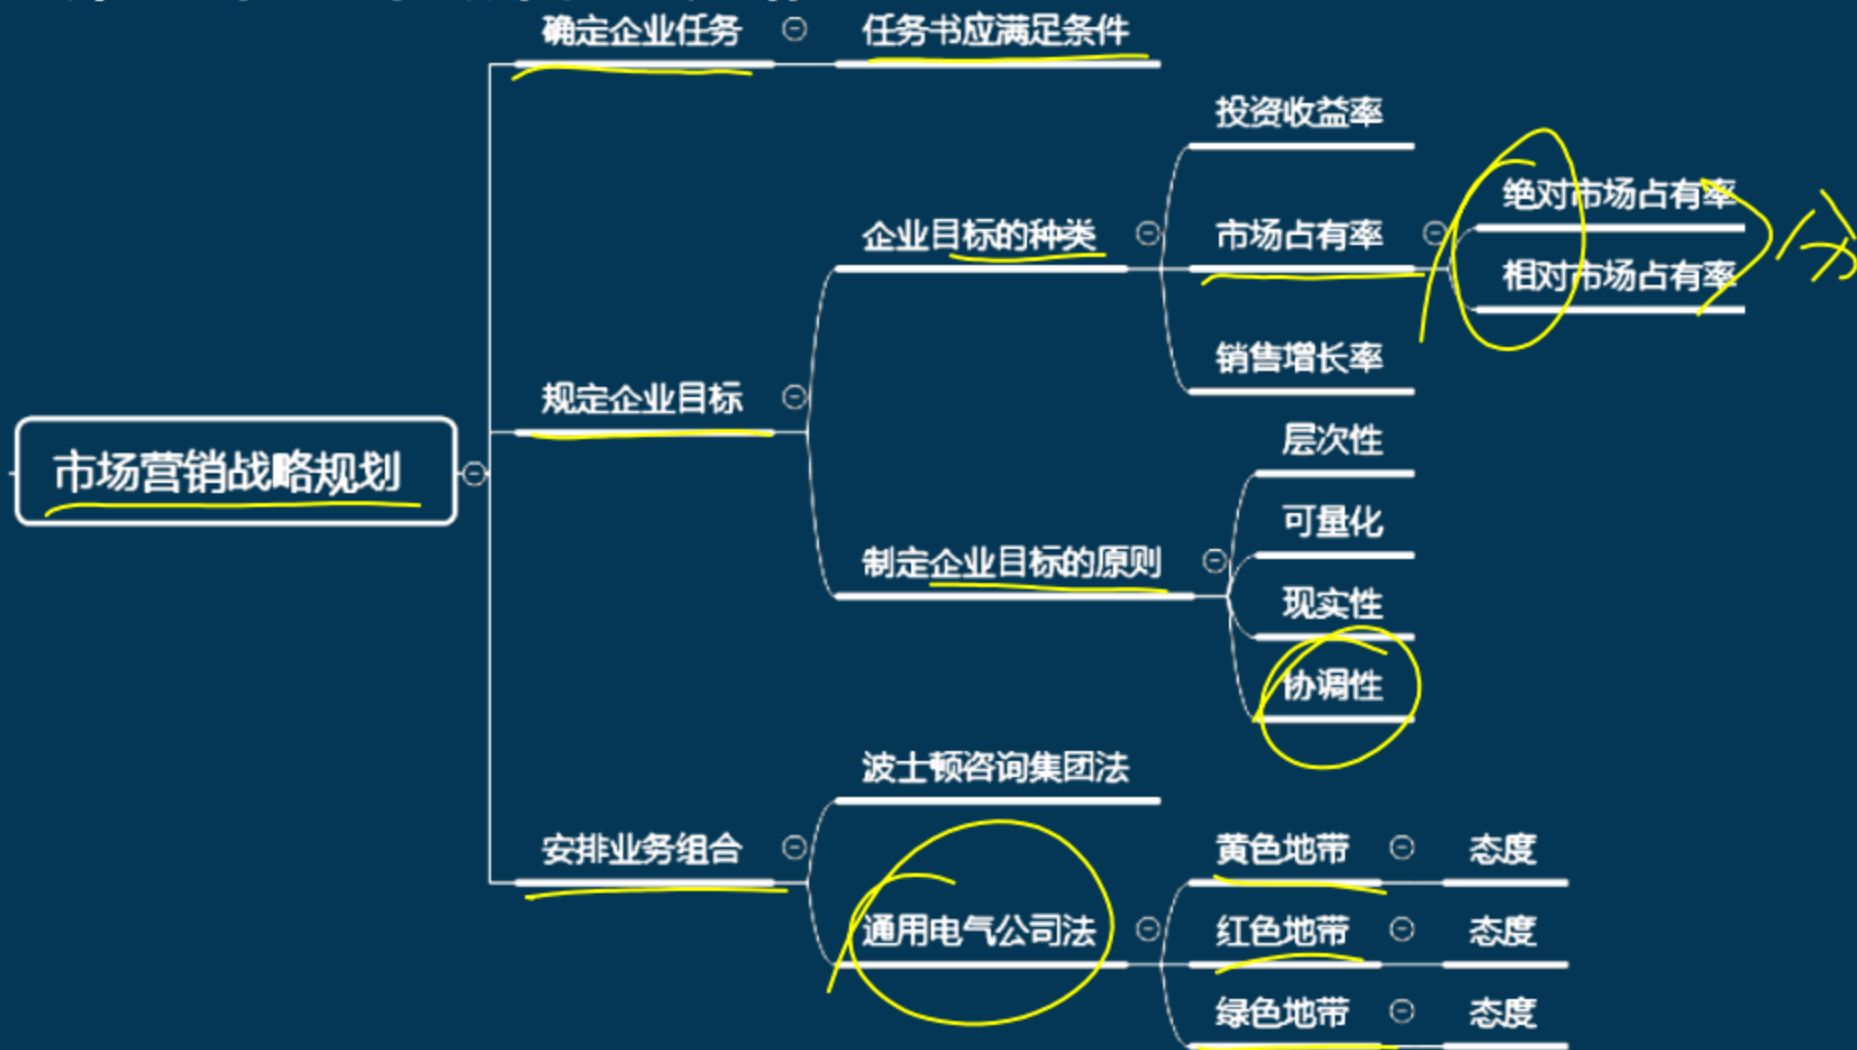 确定企业任务
任务书应满足条件
投资收益率
绝对市场占有率
企业目标的种类
市场占有率
相对市场占有率
销售增长率
规定企业目标
层次性
市场营销战略规划
可量化
制定企业目标的原则
现实性
协调性
波士顿咨询集团法
安排业务组合
黄色地带
态度
通用电气公司法
红色地带
态度
绿色地带
态度